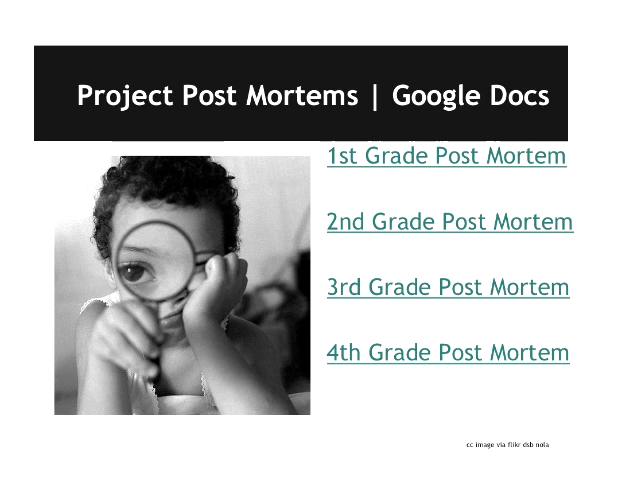 Project Post Mortems | Google Docs
1st Grade Post Mortem
2nd Grade Post Mortem
3rd Grade Post Mortem
4th Grade Post Mortem
cc image via flikr dsb nola